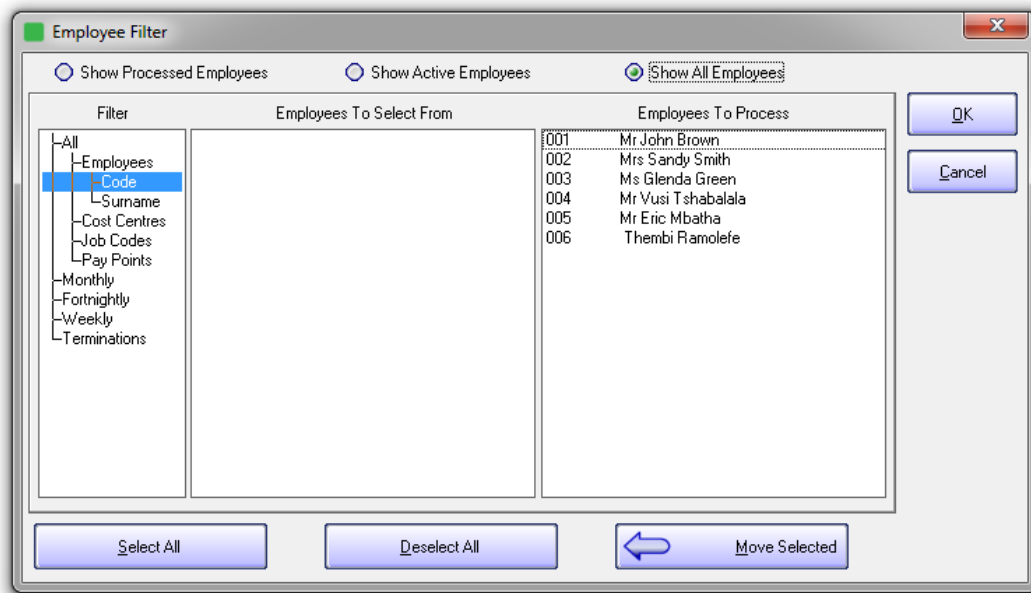 Employee Filter
Show Processed Employees Show Active Employees Show All Employees
Filter Employees To Select From Employees To Process
OK
Cancel
All
Employees
Code
Surname
Cost Centres
Job Codes
Pay Points
Monthly
Fortnightly
Weekly
Terminations
001 Mr John Brown
002 Mrs Sandy Smith
003 Ms Glenda Green
004 Mr Vusi Tshabalala
005 Mr Eric Mbatha
006 Thembi Ramolefe
Select All Deselect All Move Selected